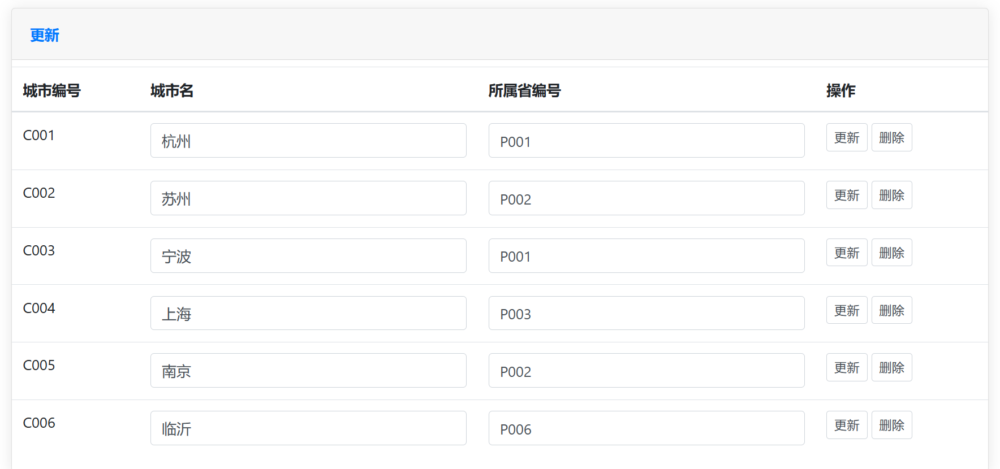 更新
城市编号 城市名 所属省编号 操作
C001 杭州 P001 更新 删除
C002 苏州 P002 更新 删除
C003 宁波 P001 更新 删除
C004 上海 P003 更新 删除
C005 南京 P002 更新 删除
C006 临沂 P006 更新 删除